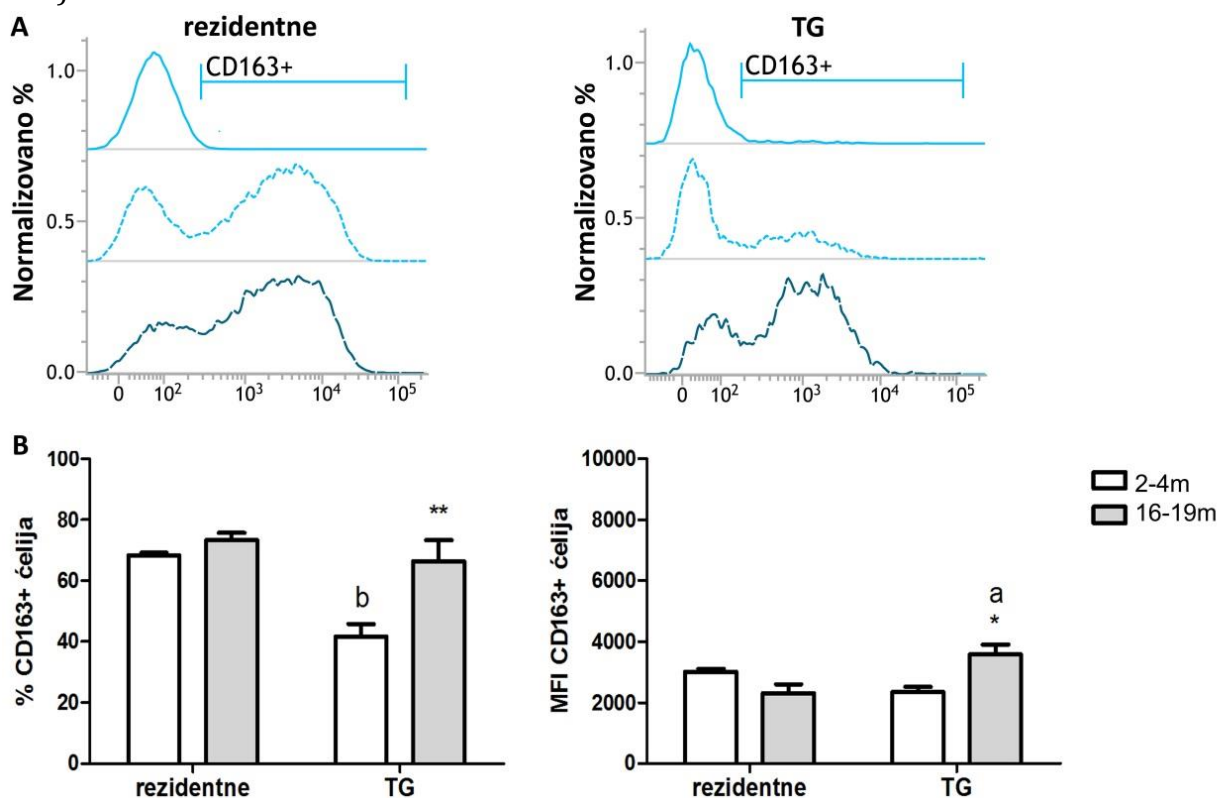 A
rezidentne
TG
Normalizovano %
1.0
0.5
0.0
CD163+
0 10² 10³ 10⁴ 10⁵
Normalizovano %
1.0
0.5
0.0
CD163+
0 10² 10³ 10⁴ 10⁵
B
% CD163+ ćelija
100
80
60
40
20
0
b
**
rezidentne TG
MFI CD163+ ćelija
10000
8000
6000
4000
2000
0
a
*
rezidentne TG
2-4m
16-19m